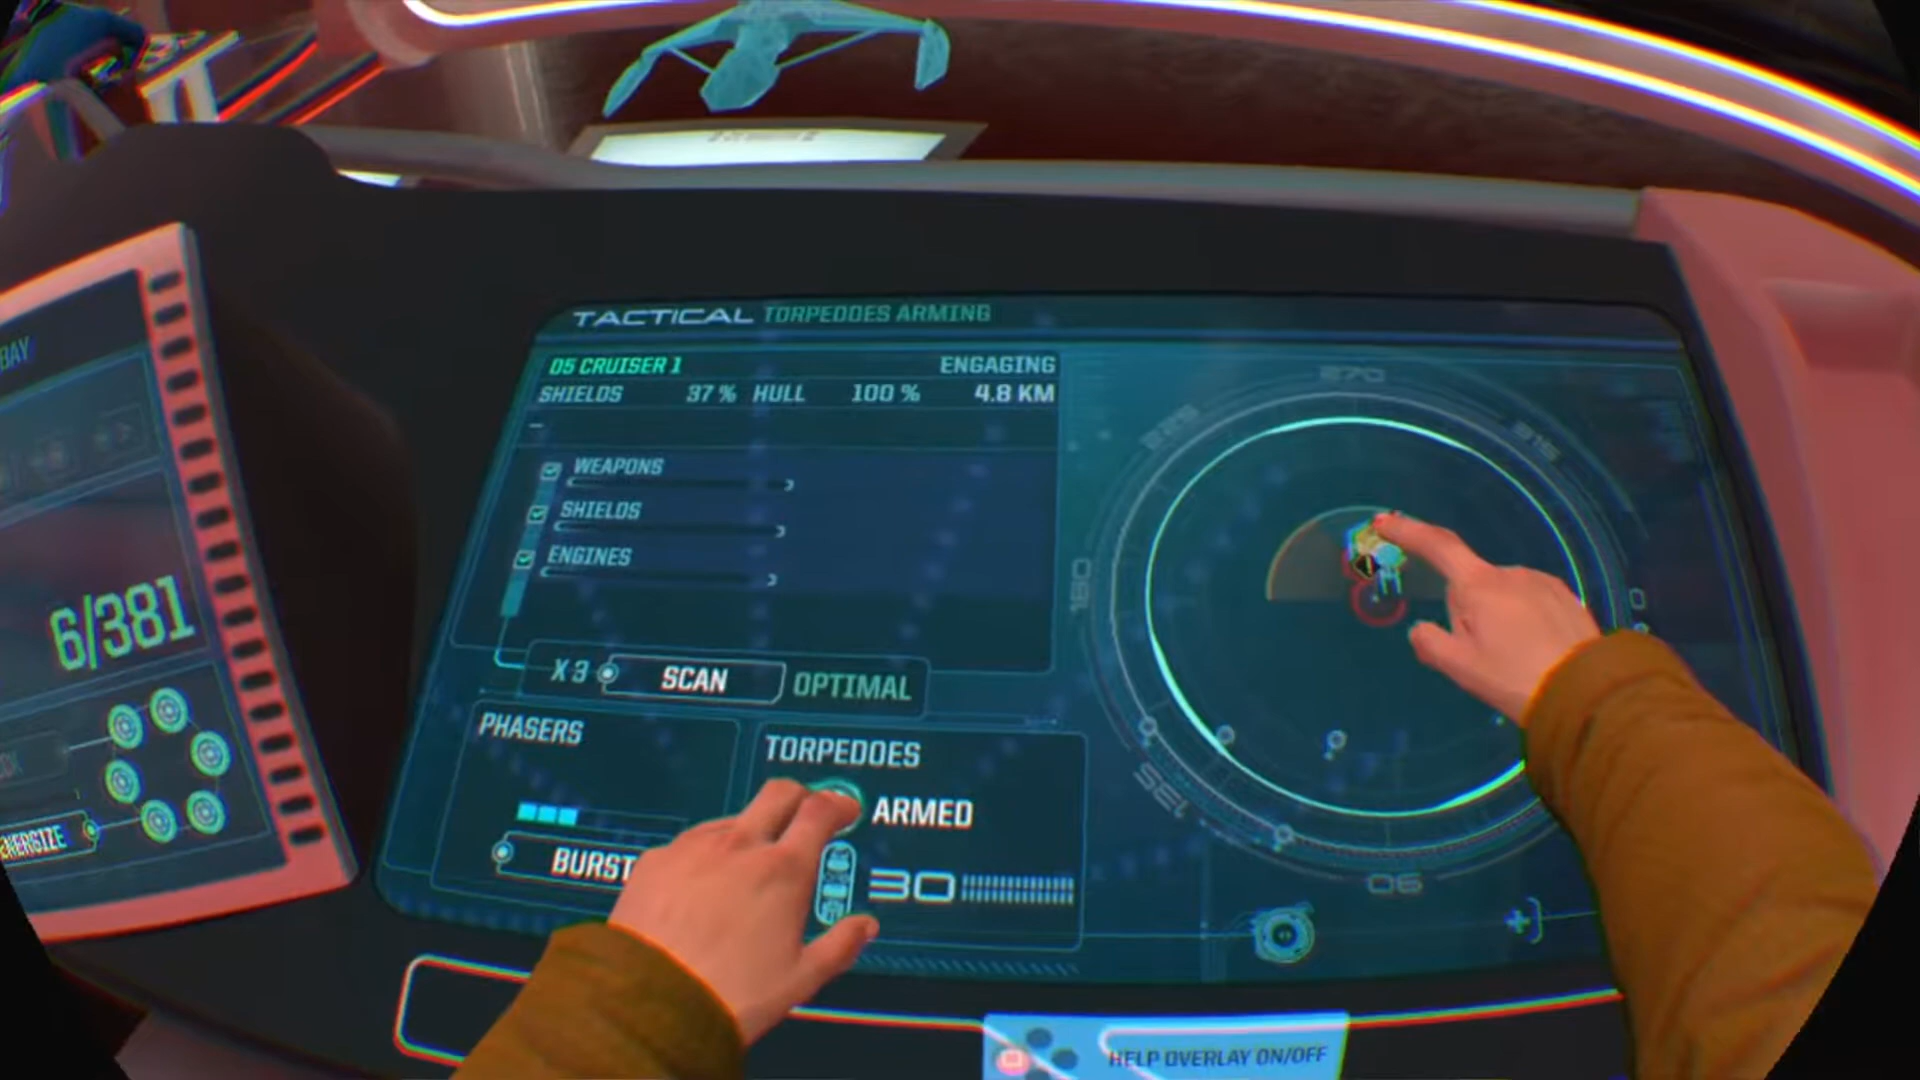 TACTICAL TORPEDOES ARMING
D5 CRUISER 1 ENGAGING
SHIELDS 37 % HULL 100 % 4.8 KM
WEAPONS
SHIELDS
ENGINES
X 3 SCAN OPTIMAL
PHASERS
BURST
TORPEDOES
ARMED
30
270
225
315
180
0
90
BAY
6/381
ENERGIZE
HELP OVERLAY ON/OFF